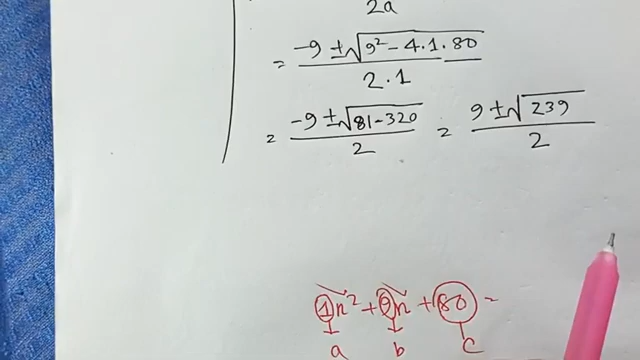 2a
= -9 ± √9² - 4.1.80 / 2.1
= -9 ± √81-320 / 2 = 9 ± √239 / 2
1n² + 9n + 80 =
a b c